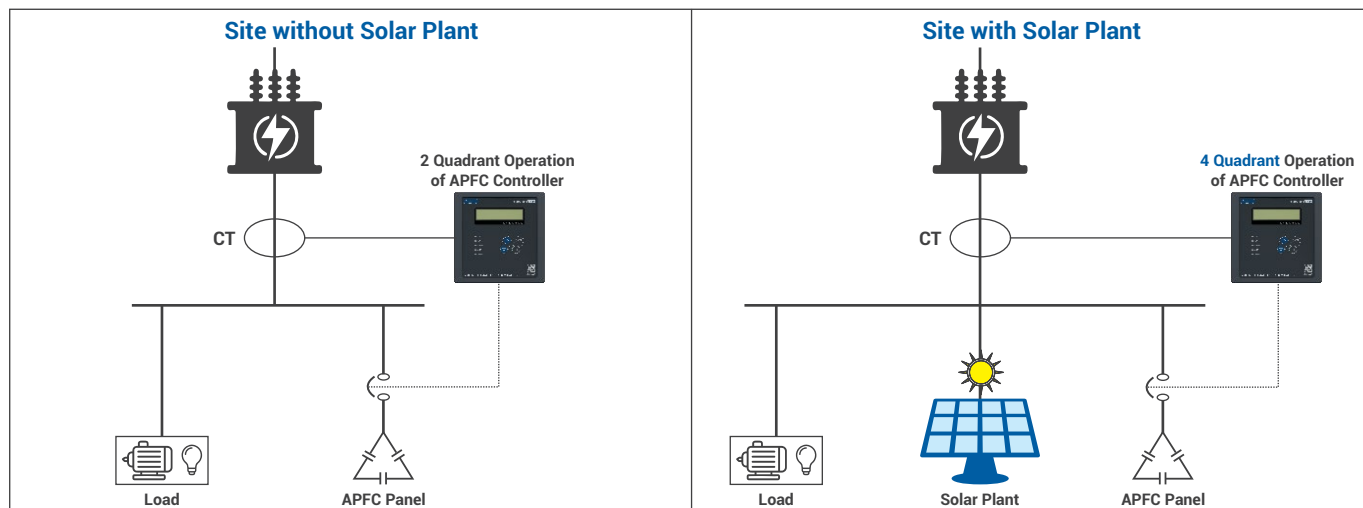 Site without Solar Plant
2 Quadrant Operation
of APFC Controller
CT
Load
APFC Panel
Site with Solar Plant
4 Quadrant Operation
of APFC Controller
CT
Load
Solar Plant
APFC Panel